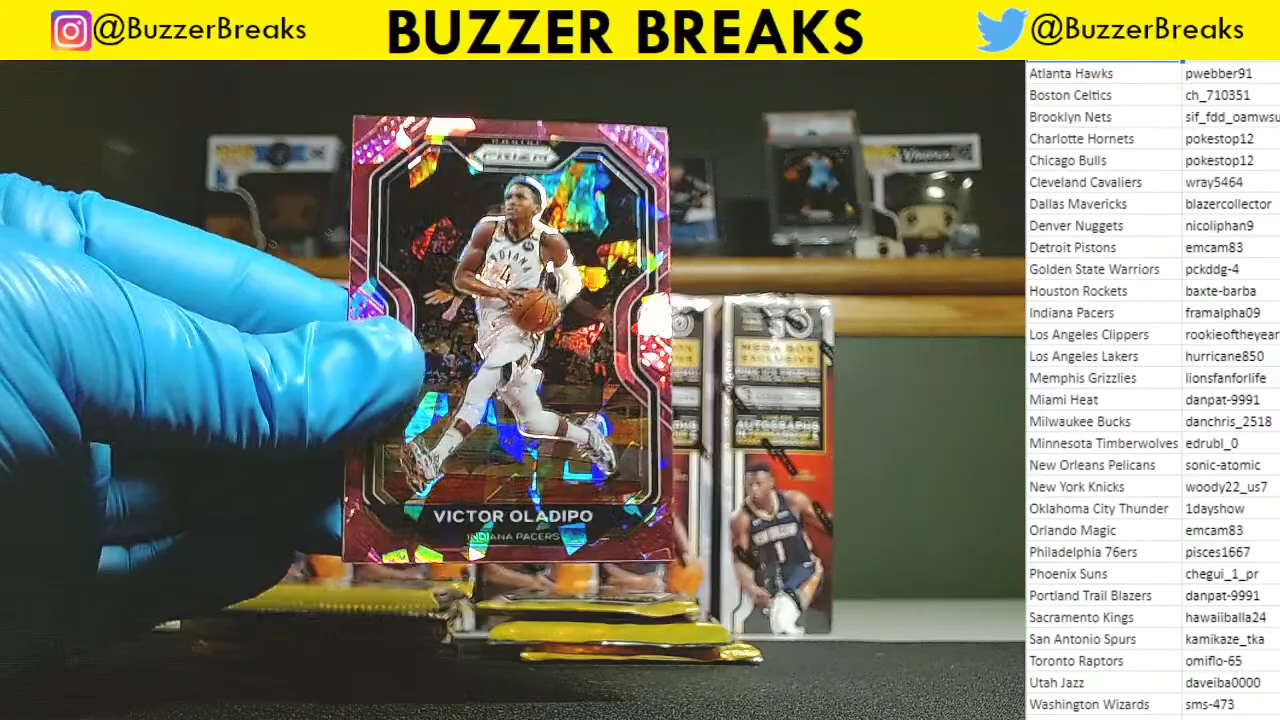 @BuzzerBreaks
BUZZER BREAKS
@BuzzerBreaks
Atlanta Hawks pwebber91
Boston Celtics ch_710351
Brooklyn Nets sif_fdd_oamwsu
Charlotte Hornets pokestop12
Chicago Bulls pokestop12
Cleveland Cavaliers wray5464
Dallas Mavericks blazercollector
Denver Nuggets nicoliphan9
Detroit Pistons emcam83
Golden State Warriors pckddg-4
Houston Rockets baxte-barba
Indiana Pacers framalpha09
Los Angeles Clippers rookieoftheyear
Los Angeles Lakers hurricane850
Memphis Grizzlies lionsfanforlife
Miami Heat danpat-9991
Milwaukee Bucks danchris_2518
Minnesota Timberwolves edrubl_0
New Orleans Pelicans sonic-atomic
New York Knicks woody22_us7
Oklahoma City Thunder 1dayshow
Orlando Magic emcam83
Philadelphia 76ers pisces1667
Phoenix Suns chegui_1_pr
Portland Trail Blazers danpat-9991
Sacramento Kings hawaiiballa24
San Antonio Spurs kamikaze_tka
Toronto Raptors omiflo-65
Utah Jazz daveiba0000
Washington Wizards sms-473
PRIZM
INDIANA
4
VICTOR OLADIPO
INDIANA PACERS
MEGA BOX
EXCLUSIVE
AUTOGRAPHS
1